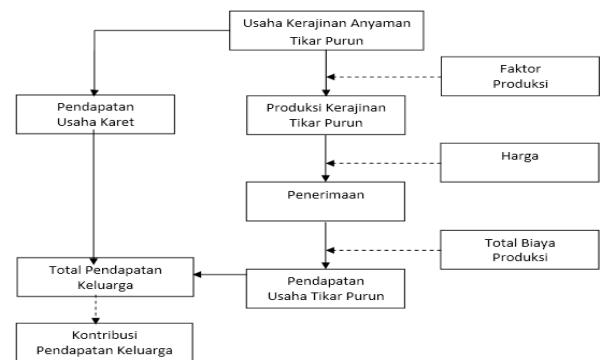 Usaha Kerajinan Anyaman
Tikar Purun
Faktor
Produksi
Pendapatan
Usaha Karet
Produksi Kerajinan
Tikar Purun
Harga
Penerimaan
Total Biaya
Produksi
Total Pendapatan
Keluarga
Pendapatan
Usaha Tikar Purun
Kontribusi
Pendapatan Keluarga